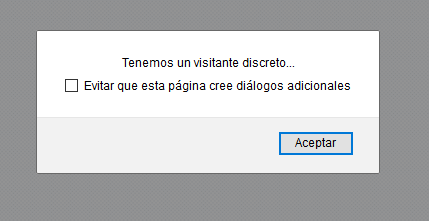 Tenemos un visitante discreto...
Evitar que esta página cree diálogos adicionales
Aceptar